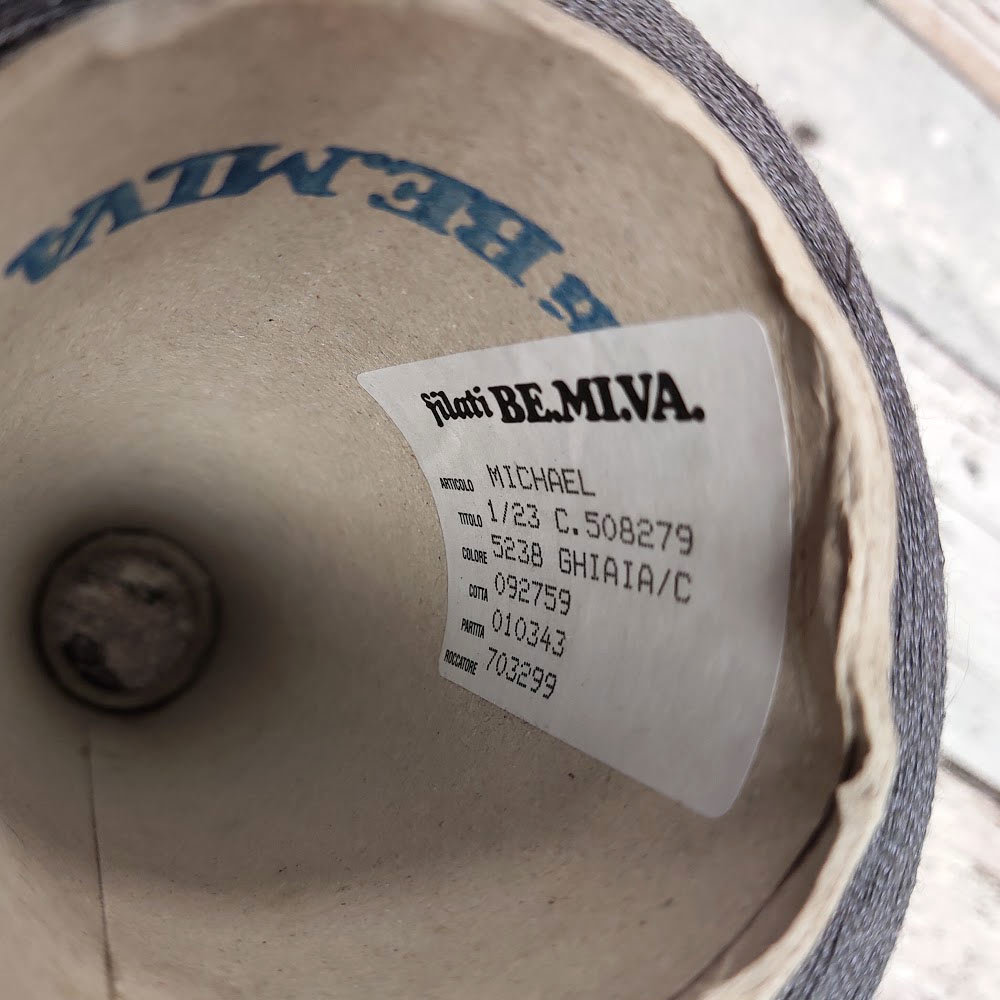 BE.MI.VA
filati BE.MI.VA.
ARTICOLO MICHAEL
TITOLO 1/23 C.508279
COLORE 5238 GHIAIA/C
COTTA 092759
PARTITA 010343
ROCCATORE 703299